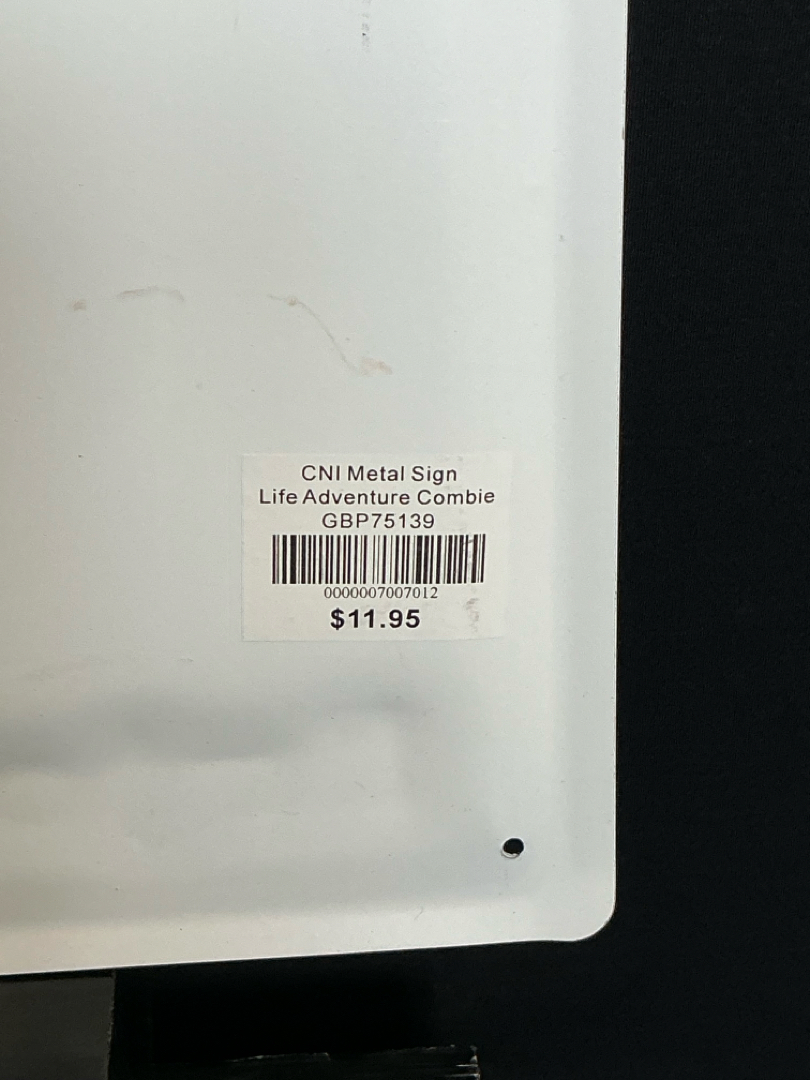 CNI Metal Sign
Life Adventure Combie
GBP75139
0000007007012
$11.95